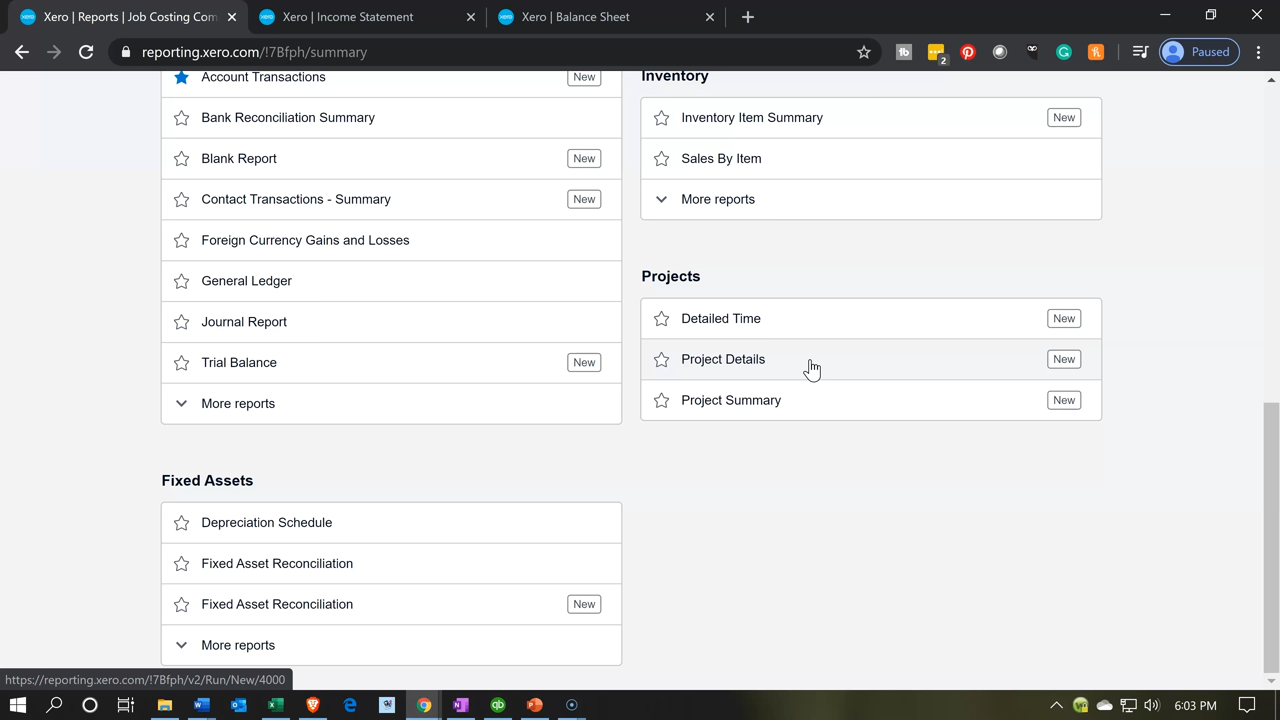 Xero | Reports | Job Costing Com
Xero | Income Statement
Xero | Balance Sheet
reporting.xero.com/!7Bfph/summary
2
Paused
Account Transactions
New
Bank Reconciliation Summary
Blank Report
New
Contact Transactions - Summary
New
Foreign Currency Gains and Losses
General Ledger
Journal Report
Trial Balance
New
More reports
Fixed Assets
Depreciation Schedule
Fixed Asset Reconciliation
Fixed Asset Reconciliation
New
More reports
Inventory
Inventory Item Summary
New
Sales By Item
More reports
Projects
Detailed Time
New
Project Details
New
Project Summary
New
https://reporting.xero.com/!7Bfph/v2/Run/New/4000
6:03 PM